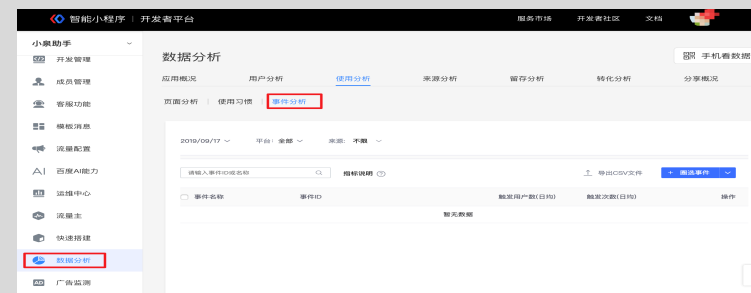 智能小程序 | 开发者平台 服务市场 开发者社区 文档
小泉助手
开发管理
成员管理
客服功能
模板消息
流量配置
AI 百度AI能力
运维中心
流量主
快速搭建
数据分析
AD 广告监测
数据分析 手机看数据
应用概况 用户分析 使用分析 来源分析 留存分析 转化分析 分享概况
页面分析 | 使用习惯 | 事件分析
2019/09/17 平台: 全部 来源: 不限
请输入事件ID或名称 指标说明 ? 导出CSV文件 + 圈选事件
事件名称 事件ID 触发用户数(日均) 触发次数(日均) 操作
暂无数据